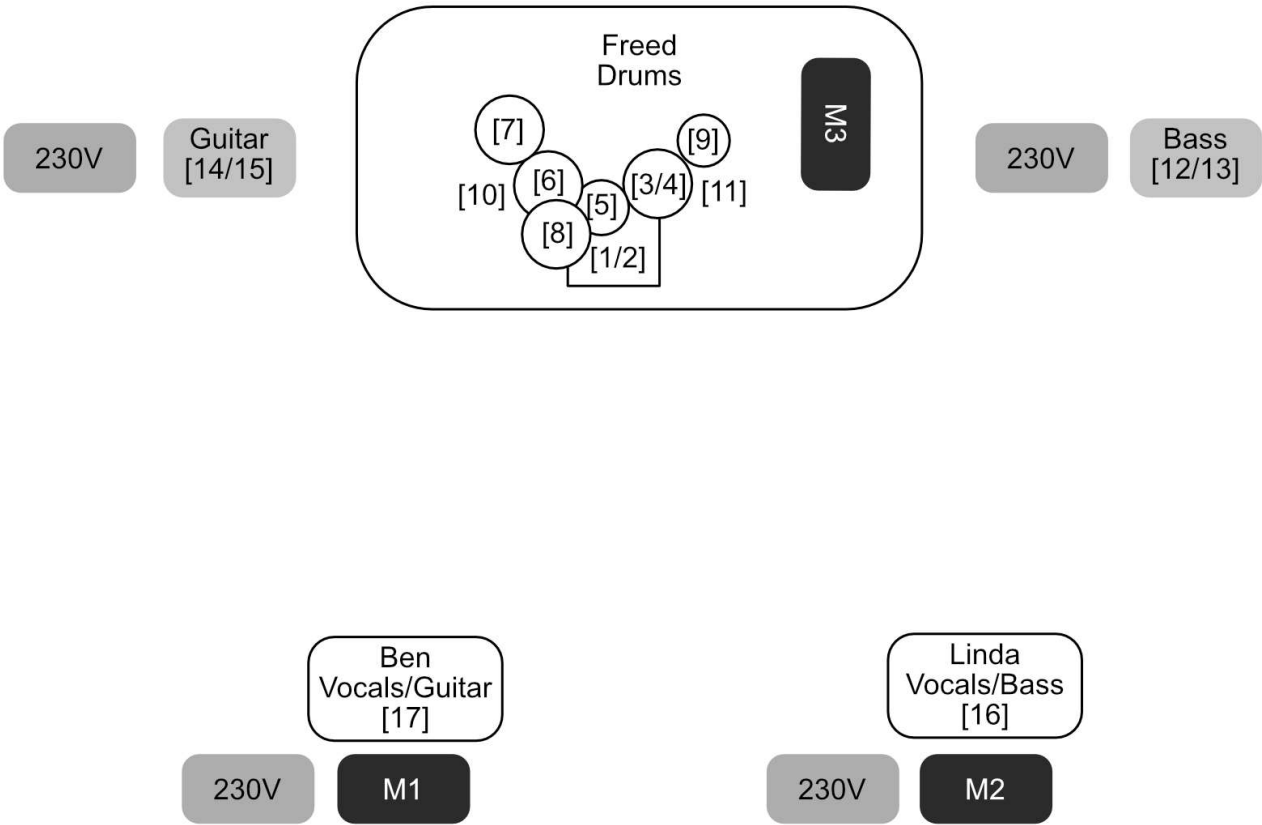 Freed
Drums
M3
230V
Guitar
[14/15]
230V
Bass
[12/13]
[7]
[9]
[10]
[6]
[5]
[3/4]
[11]
[8]
[1/2]
Ben
Vocals/Guitar
[17]
Linda
Vocals/Bass
[16]
230V
M1
230V
M2